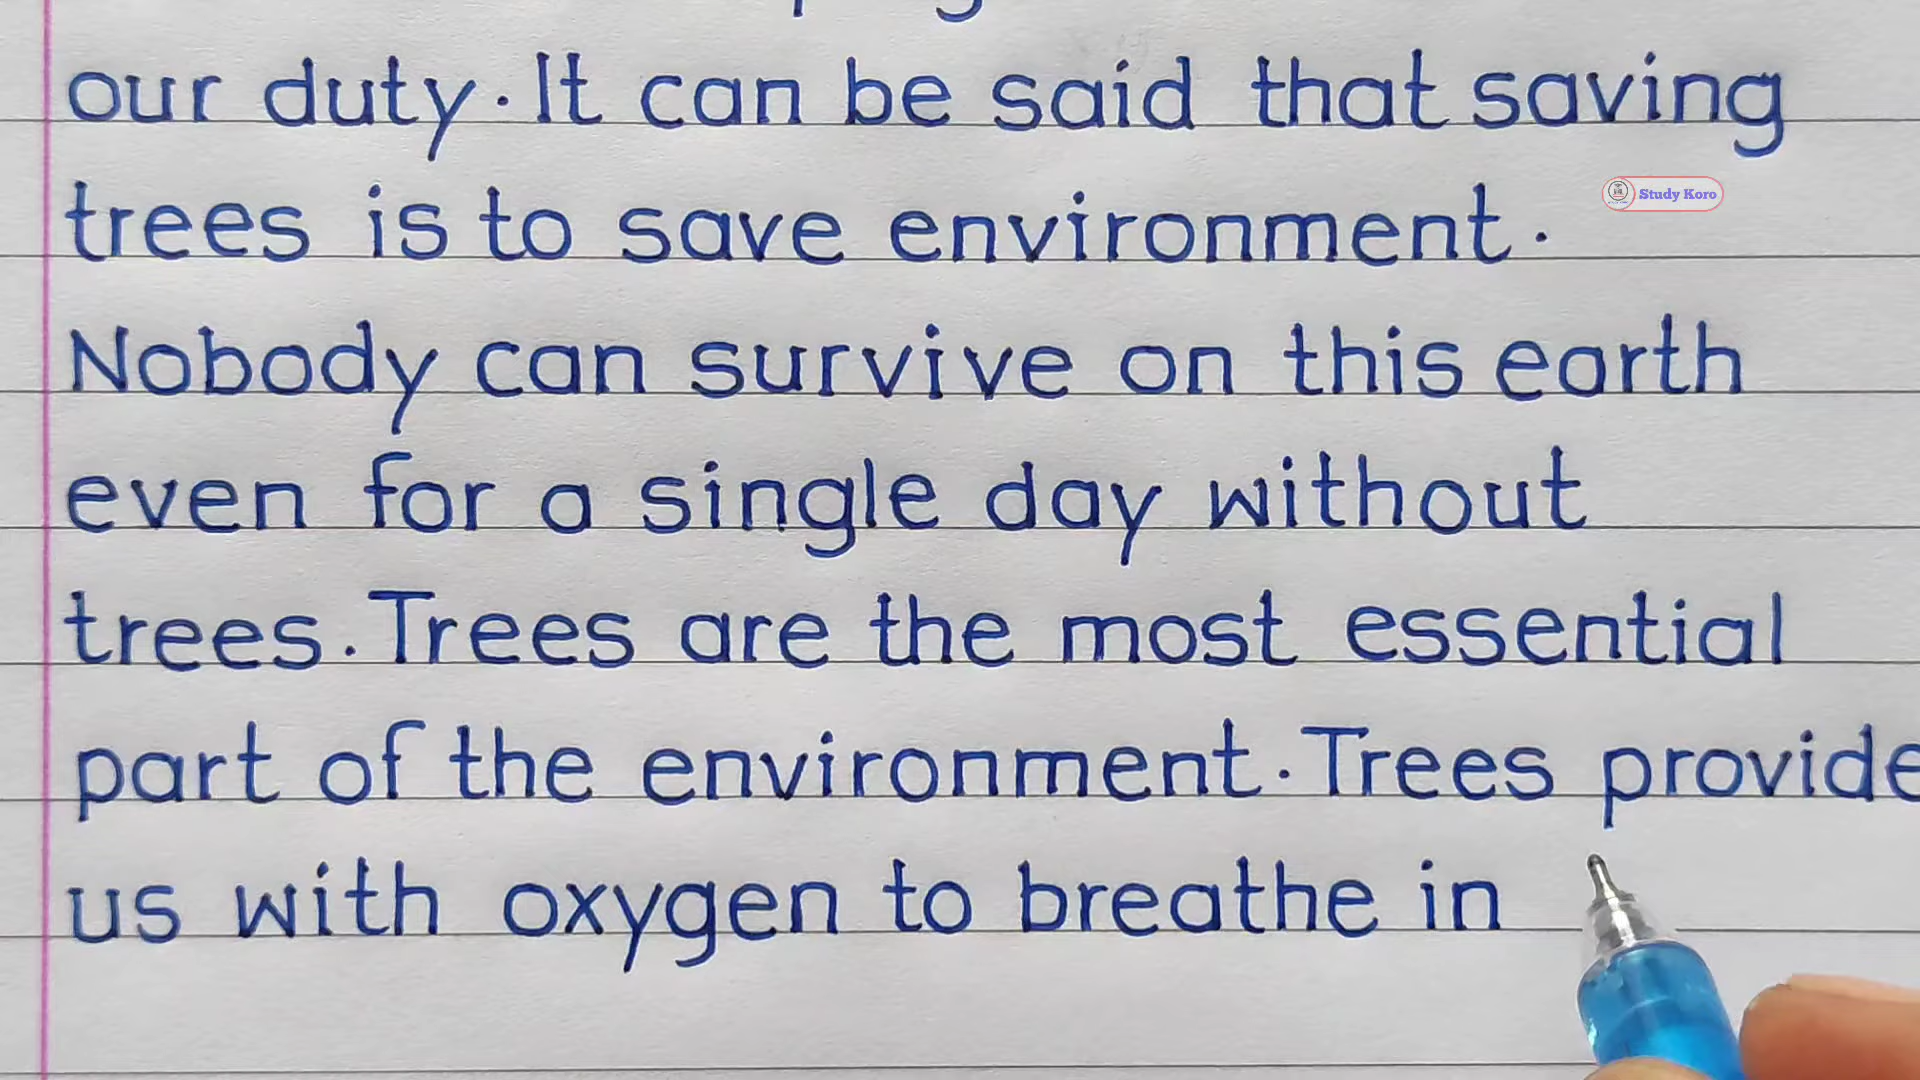 our duty. It can be said that saving
trees is to save environment.
Study Koro
Nobody can survive on this earth
even for a single day without
trees. Trees are the most essential
part of the environment. Trees provide
us with oxygen to breathe in